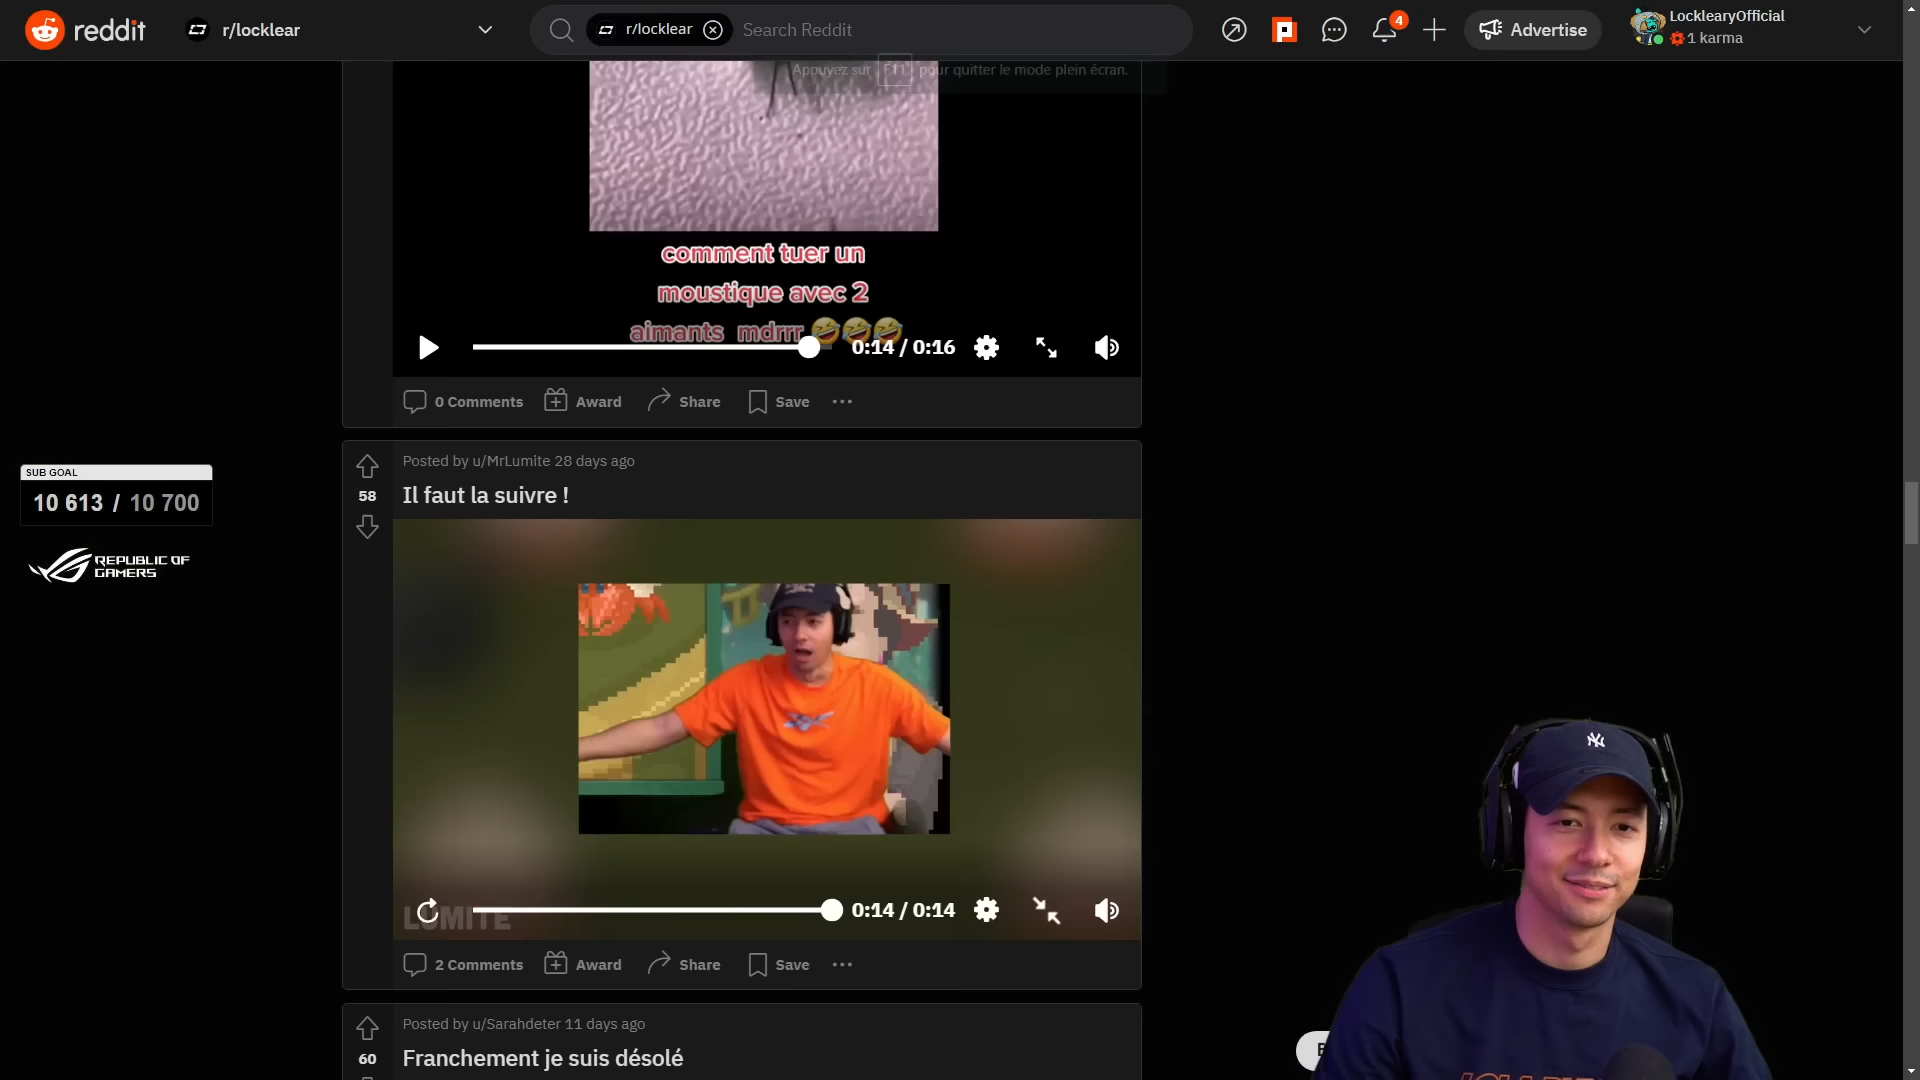 reddit
r/locklear
r/locklear
Search Reddit
4
Advertise
LocklearyOfficial
1 karma
Appuyez sur F11 pour quitter le mode plein écran.
comment tuer un
moustique avec 2
aimants mdrrr 🤣🤣🤣
0:14 / 0:16
0 Comments
Award
Share
Save
SUB GOAL
10 613 / 10 700
REPUBLIC OF
GAMERS
58
Posted by u/MrLumite 28 days ago
Il faut la suivre !
LUMITE
0:14 / 0:14
2 Comments
Award
Share
Save
60
Posted by u/Sarahdeter 11 days ago
Franchement je suis désolé
NY